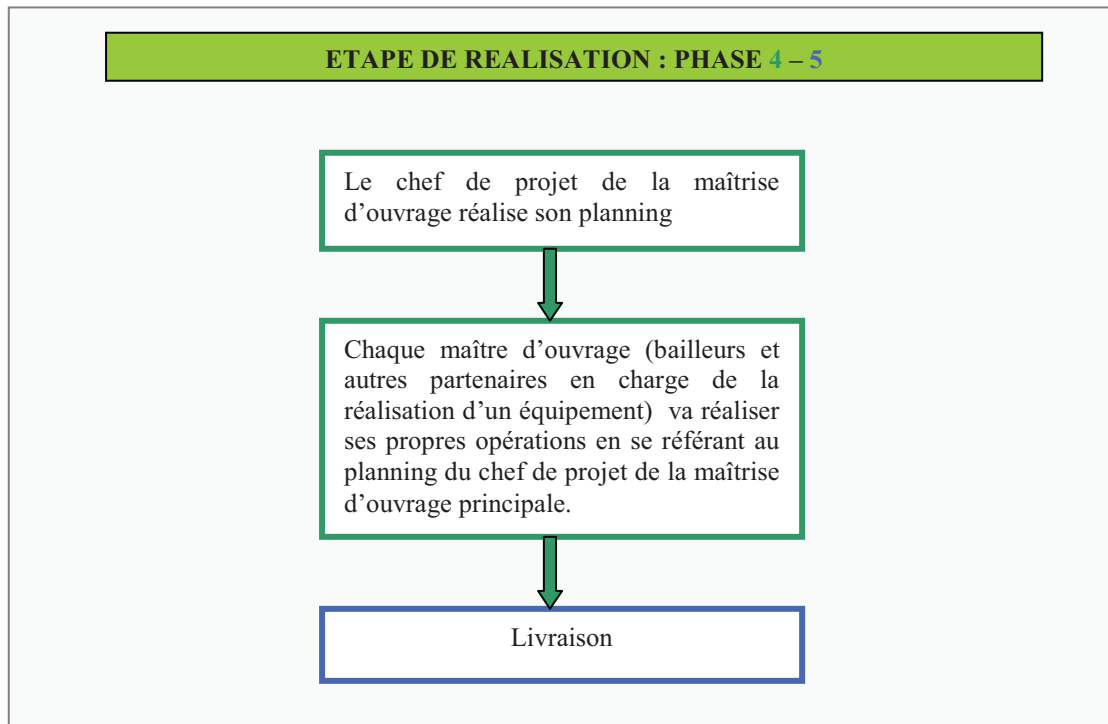 ETAPE DE REALISATION : PHASE 4 – 5
Le chef de projet de la maîtrise
d’ouvrage réalise son planning
Chaque maître d’ouvrage (bailleurs et
autres partenaires en charge de la
réalisation d’un équipement) va réaliser
ses propres opérations en se référant au
planning du chef de projet de la maîtrise
d’ouvrage principale.
Livraison